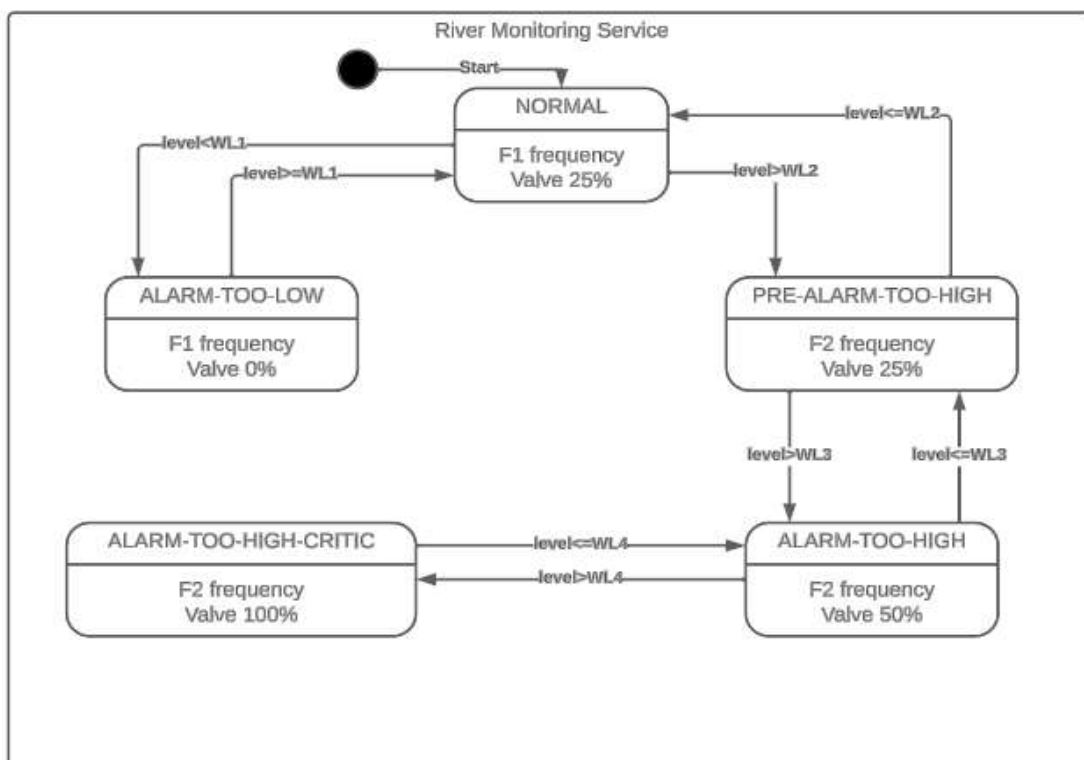 River Monitoring Service
Start
NORMAL
F1 frequency
Valve 25%
level<WL1
level>=WL1
level<=WL2
level>WL2
ALARM-TOO-LOW
F1 frequency
Valve 0%
PRE-ALARM-TOO-HIGH
F2 frequency
Valve 25%
level>WL3
level<=WL3
ALARM-TOO-HIGH-CRITIC
F2 frequency
Valve 100%
level<=WL4
level>WL4
ALARM-TOO-HIGH
F2 frequency
Valve 50%